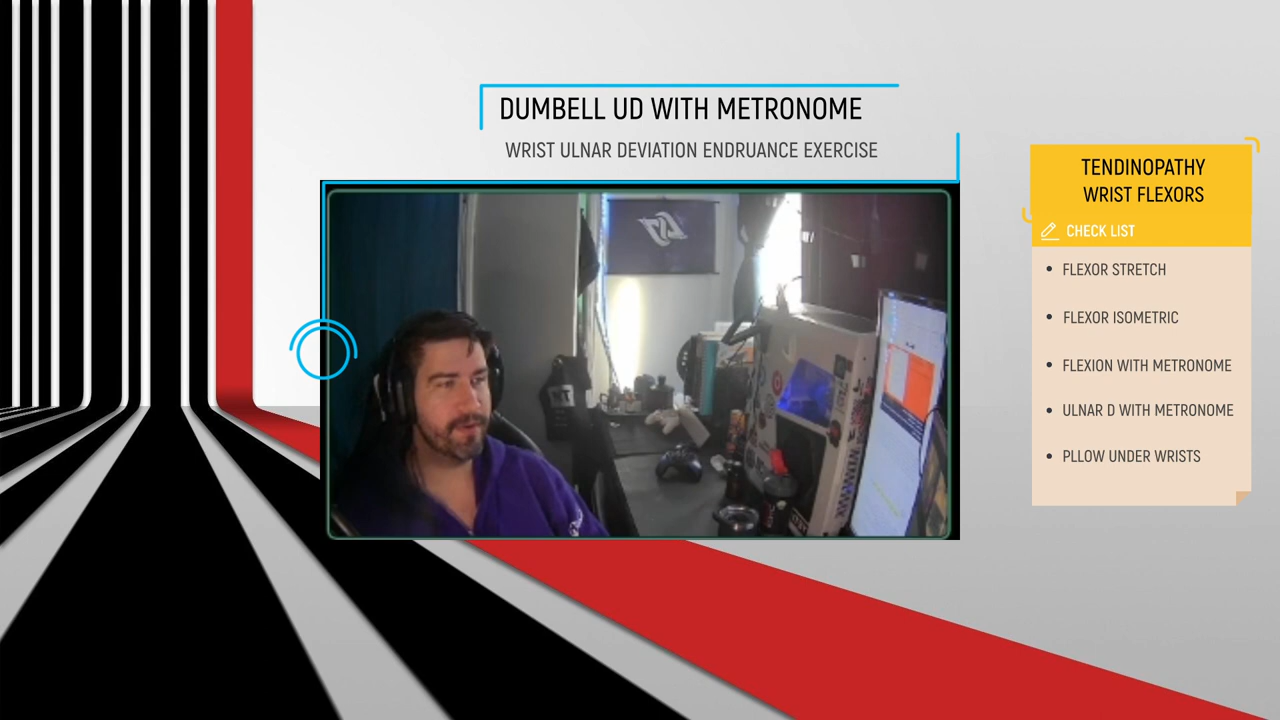 DUMBELL UD WITH METRONOME
WRIST ULNAR DEVIATION ENDRUANCE EXERCISE
TENDINOPATHY
WRIST FLEXORS
CHECK LIST
FLEXOR STRETCH
FLEXOR ISOMETRIC
FLEXION WITH METRONOME
ULNAR D WITH METRONOME
PLLOW UNDER WRISTS